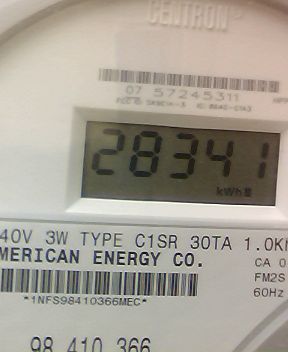 CENTRON
07 57245311
28341
kWh
40V 3W TYPE C1SR 30TA 1.0K
MERICAN ENERGY CO.
CA 0
FM2S
*1NFS98410366MEC*
60Hz
98 410 366